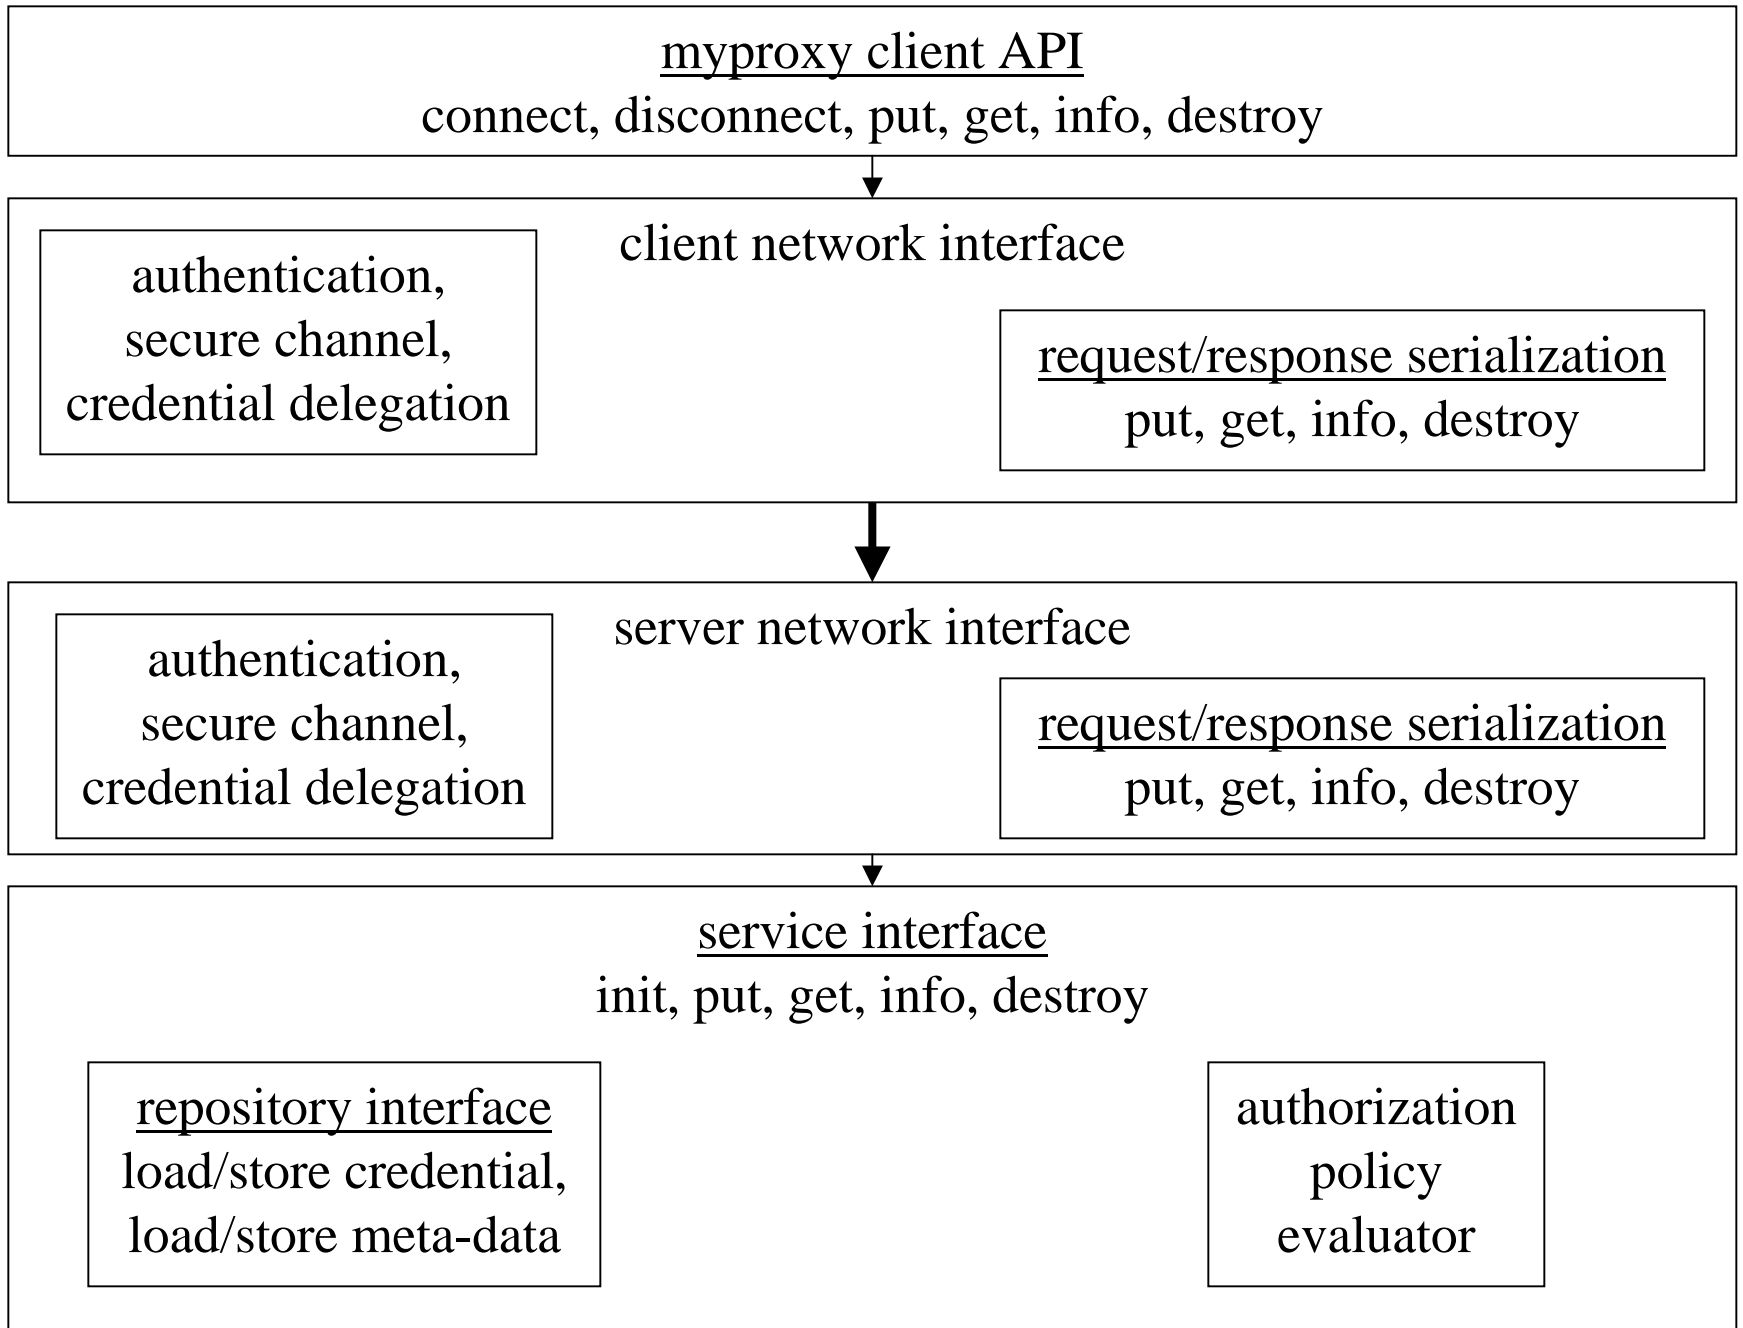 myproxy client API
connect, disconnect, put, get, info, destroy
client network interface
authentication,
secure channel,
credential delegation
request/response serialization
put, get, info, destroy
server network interface
authentication,
secure channel,
credential delegation
request/response serialization
put, get, info, destroy
service interface
init, put, get, info, destroy
repository interface
load/store credential,
load/store meta-data
authorization
policy
evaluator